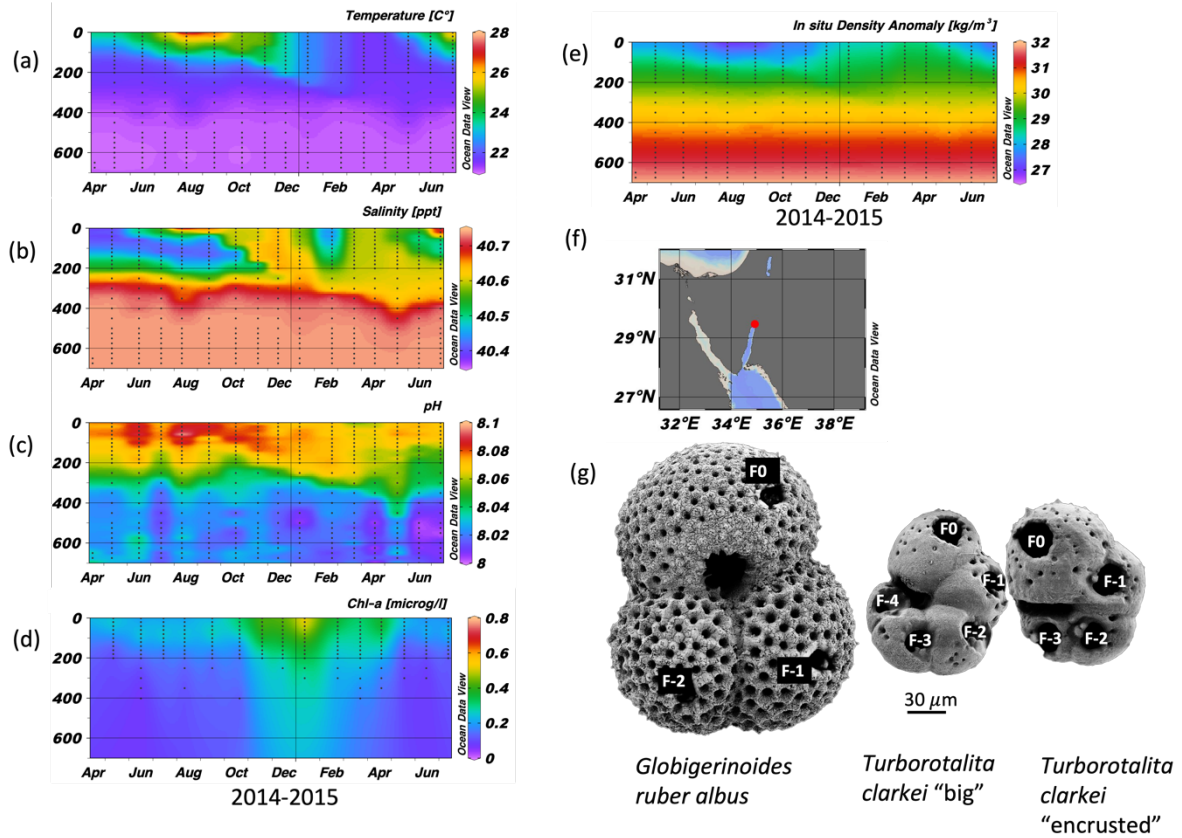 (a)
Temperature [C°]
0
200
400
600
Apr Jun Aug Oct Dec Feb Apr Jun
28
26
24
22
Ocean Data View
(b)
Salinity [ppt]
0
200
400
600
Apr Jun Aug Oct Dec Feb Apr Jun
40.7
40.6
40.5
40.4
Ocean Data View
(c)
pH
0
200
400
600
Apr Jun Aug Oct Dec Feb Apr Jun
8.1
8.08
8.06
8.04
8.02
8
Ocean Data View
(d)
Chl-a [microg/l]
0
200
400
600
Apr Jun Aug Oct Dec Feb Apr Jun
0.8
0.6
0.4
0.2
0
Ocean Data View
2014-2015
(e)
In situ Density Anomaly [kg/m³]
0
200
400
600
Apr Jun Aug Oct Dec Feb Apr Jun
32
31
30
29
28
27
Ocean Data View
2014-2015
(f)
31°N
29°N
27°N
32°E 34°E 36°E 38°E
Ocean Data View
(g)
F0
F-1
F-2
F0
F-1
F-2
F-3
F-4
F0
F-1
F-2
F-3
30 μm
Globigerinoides
ruber albus
Turborotalita
clarkei “big”
Turborotalita
clarkei
“encrusted”